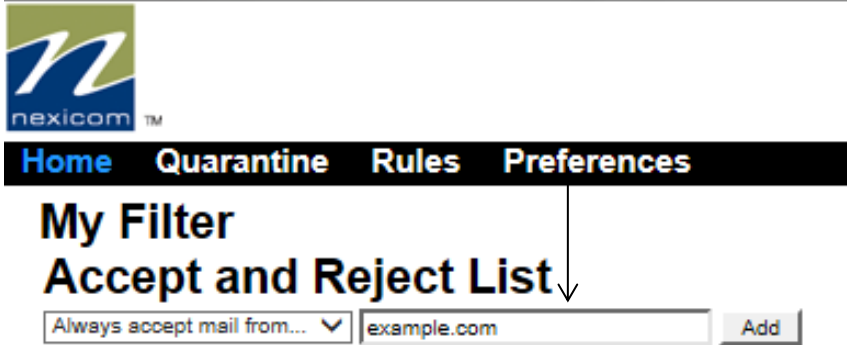 nexicom TM
Home Quarantine Rules Preferences
My Filter
Accept and Reject List
Always accept mail from... example.com Add